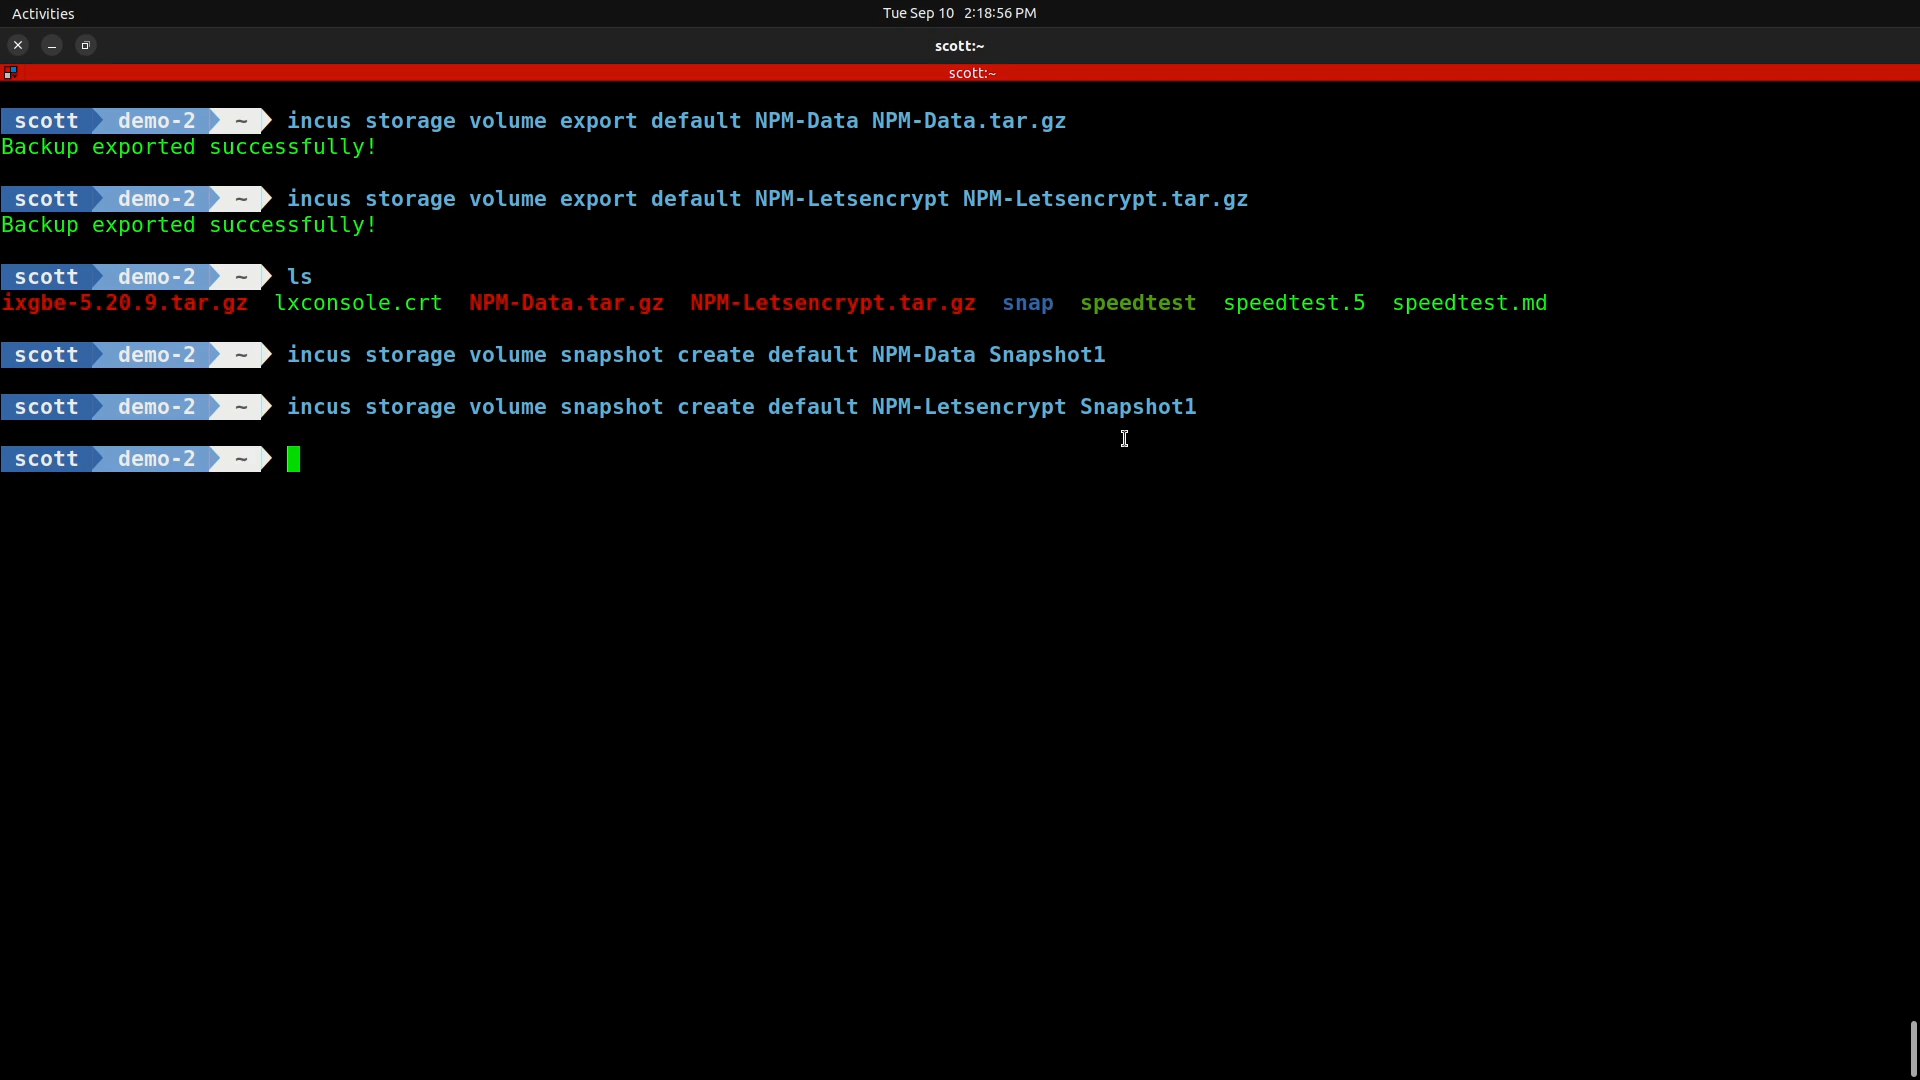 Activities
Tue Sep 10 2:18:56 PM
scott:~
scott:~
scott demo-2 ~ incus storage volume export default NPM-Data NPM-Data.tar.gz
Backup exported successfully!
scott demo-2 ~ incus storage volume export default NPM-Letsencrypt NPM-Letsencrypt.tar.gz
Backup exported successfully!
scott demo-2 ~ ls
ixgbe-5.20.9.tar.gz lxconsole.crt NPM-Data.tar.gz NPM-Letsencrypt.tar.gz snap speedtest speedtest.5 speedtest.md
scott demo-2 ~ incus storage volume snapshot create default NPM-Data Snapshot1
scott demo-2 ~ incus storage volume snapshot create default NPM-Letsencrypt Snapshot1
scott demo-2 ~